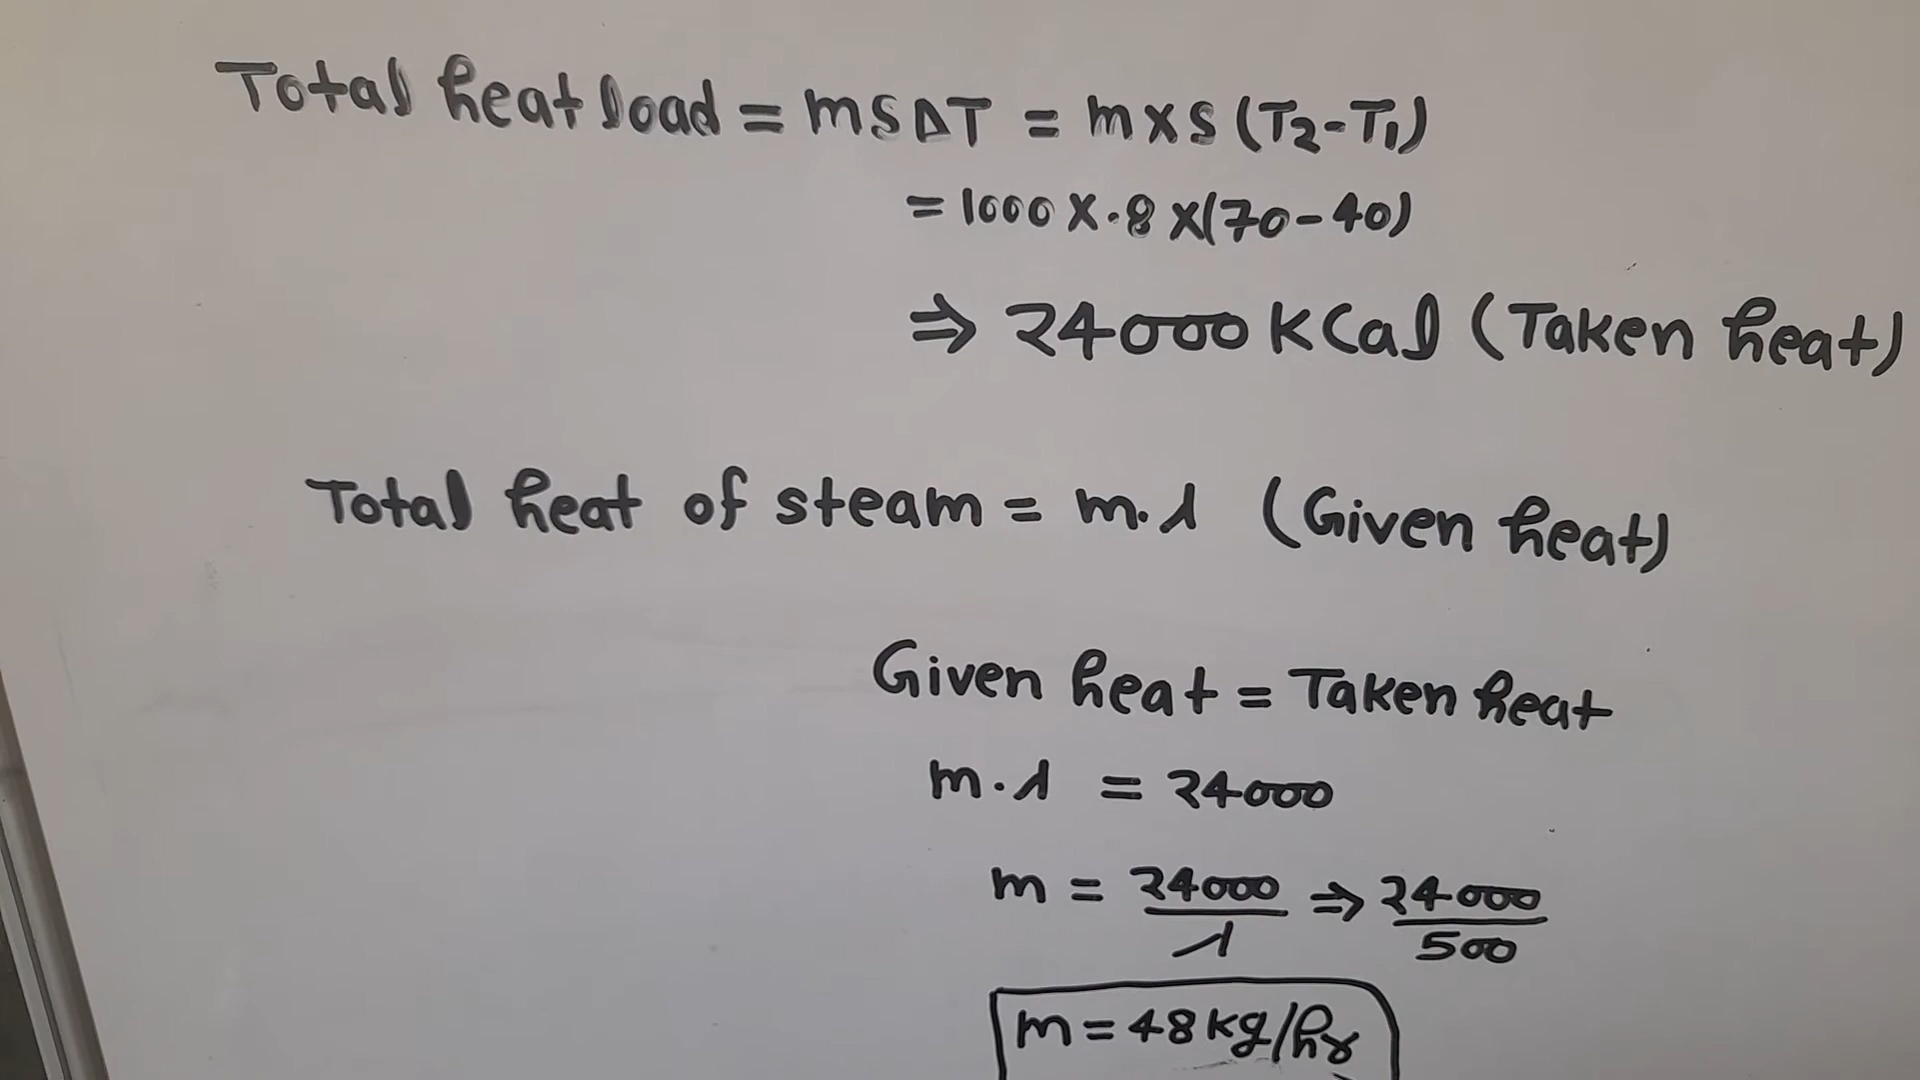 Total heat load = msΔT = m×s (T₂-T₁)
= 1000 X .8 X (70-40)
⇒ 24000 KCal (Taken heat)
Total heat of steam = m.λ (Given heat)
Given heat = Taken heat
m.λ = 24000
m = 24000/λ ⇒ 24000/500
m = 48 kg/hr